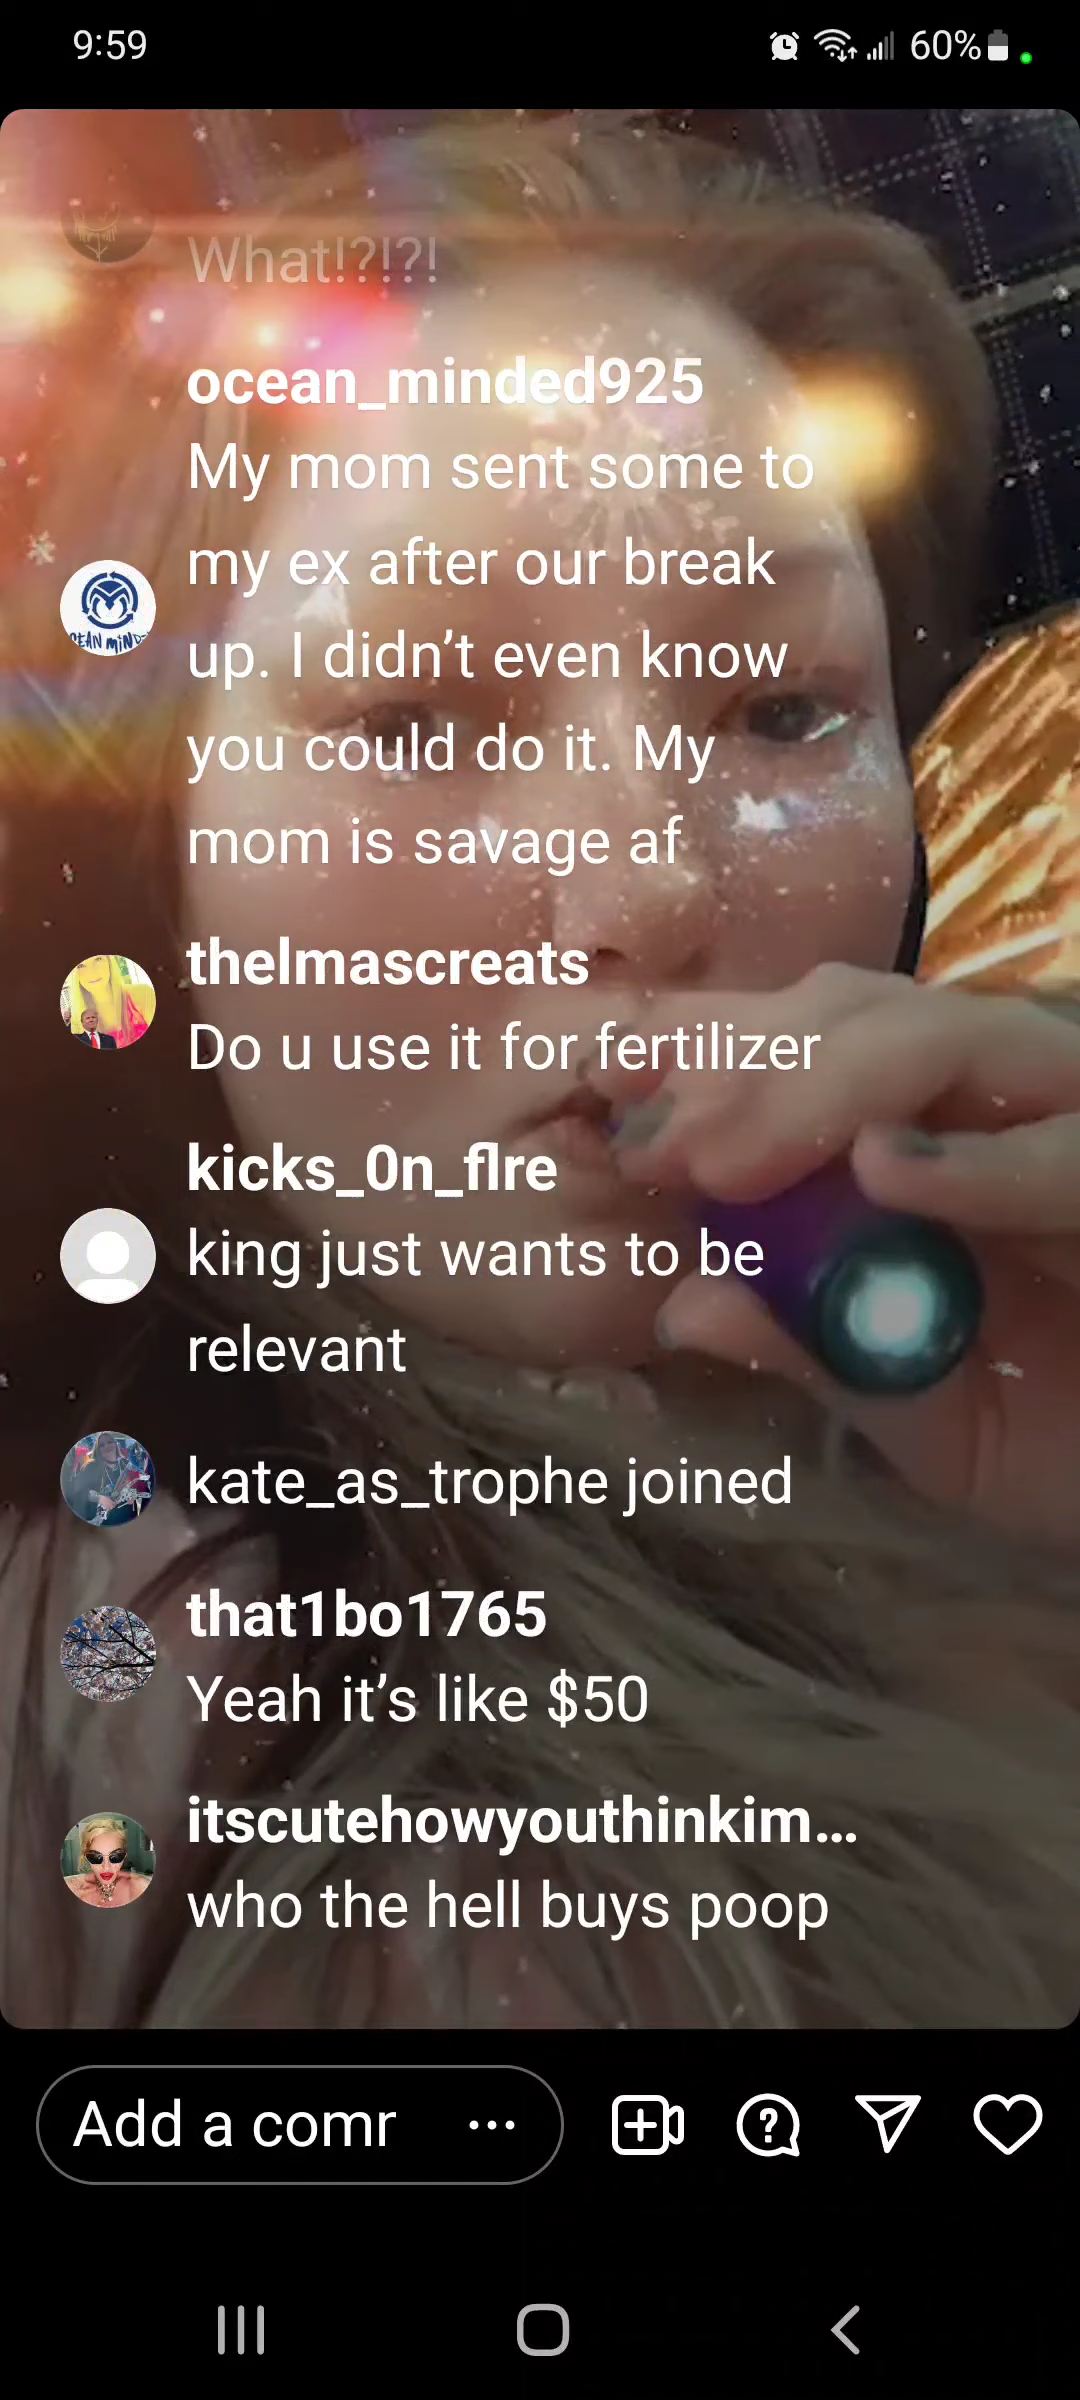 9:59
60%
What!?!?!
ocean_minded925
My mom sent some to
my ex after our break
up. I didn’t even know
you could do it. My
mom is savage af
thelmascreats
Do u use it for fertilizer
kicks_0n_flre
king just wants to be
relevant
kate_as_trophe joined
that1bo1765
Yeah it’s like $50
itscutehowyouthinkim...
who the hell buys poop
Add a comr